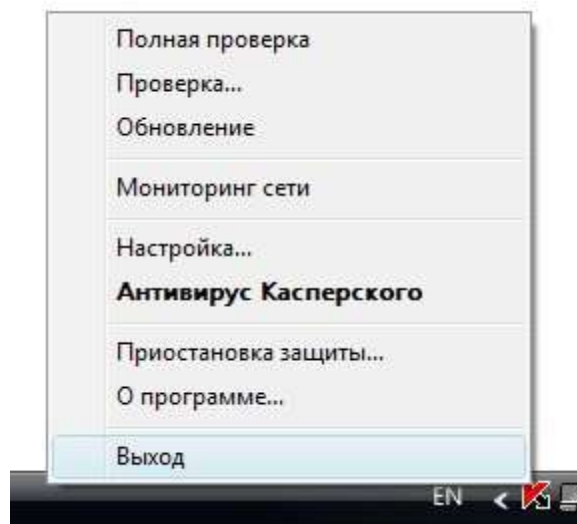 Полная проверка
Проверка...
Обновление
Мониторинг сети
Настройка...
Антивирус Касперского
Приостановка защиты...
О программе...
Выход
EN <